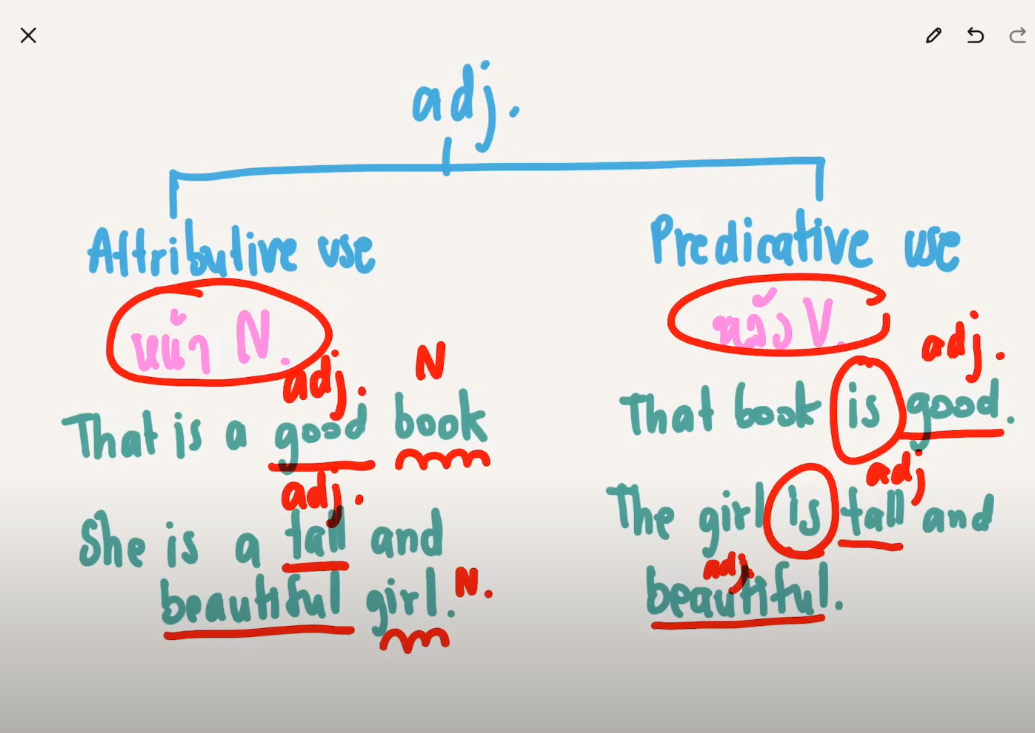 adj.
Attributive use
Predicative use
หน้า N.
หลัง V.
adj. N
That is a good book
adj.
She is a tall and
beautiful girl. N.
adj.
That book is good.
adj
The girl is tall and
adj.
beautiful.